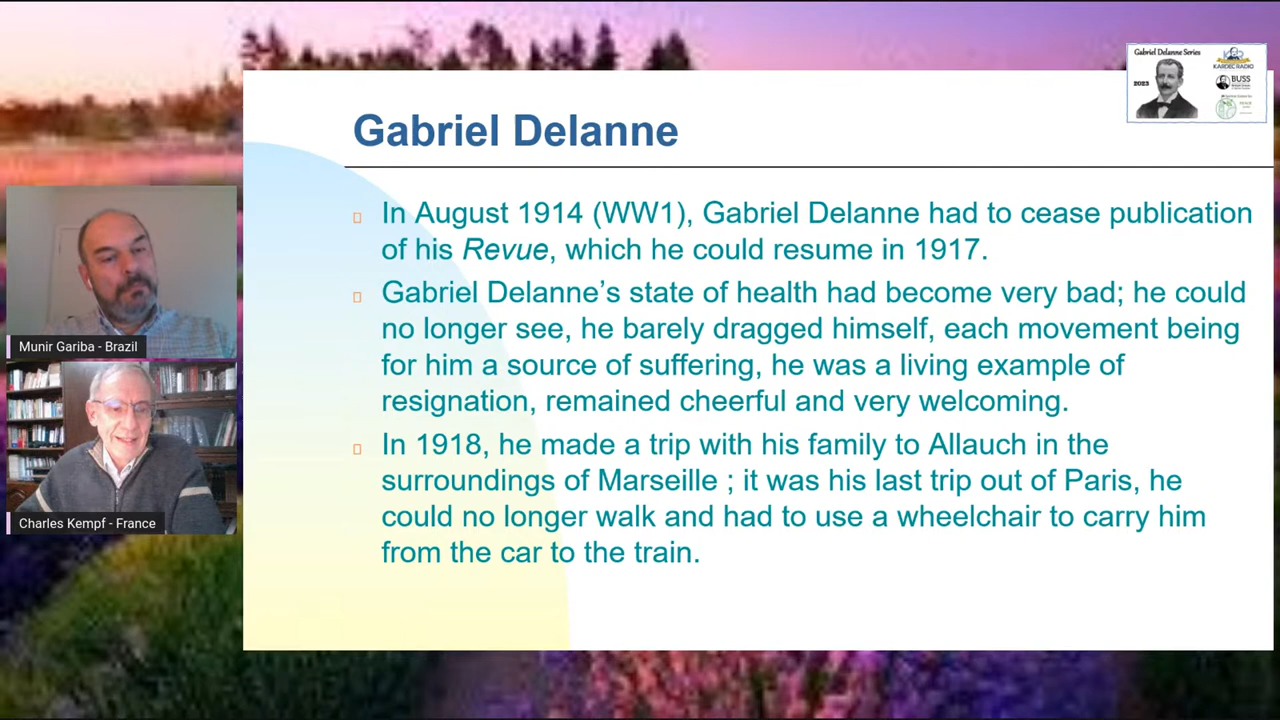 Gabriel Delanne Series
2023
KARDEC RADIO
BUSS
Gabriel Delanne
In August 1914 (WW1), Gabriel Delanne had to cease publication
of his Revue, which he could resume in 1917.
Gabriel Delanne’s state of health had become very bad; he could
no longer see, he barely dragged himself, each movement being
for him a source of suffering, he was a living example of
resignation, remained cheerful and very welcoming.
In 1918, he made a trip with his family to Allauch in the
surroundings of Marseille ; it was his last trip out of Paris, he
could no longer walk and had to use a wheelchair to carry him
from the car to the train.
Munir Gariba - Brazil
Charles Kempf - France